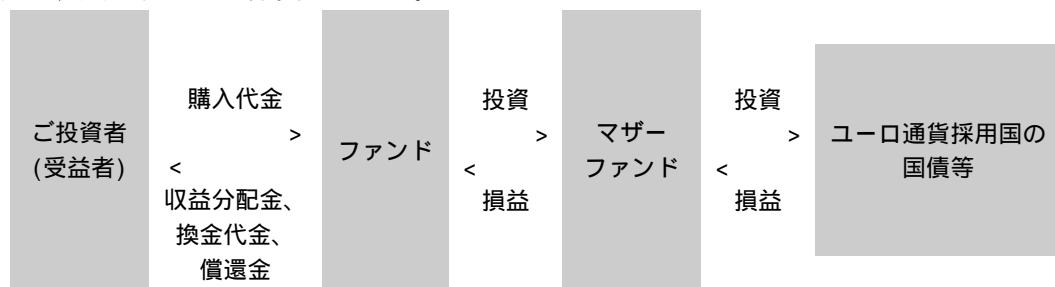 ご投資者
(受益者)
購入代金
>
<
収益分配金、
換金代金、
償還金
ファンド
投資
>
<
損益
マザー
ファンド
投資
>
<
損益
ユーロ通貨採用国の
国債等